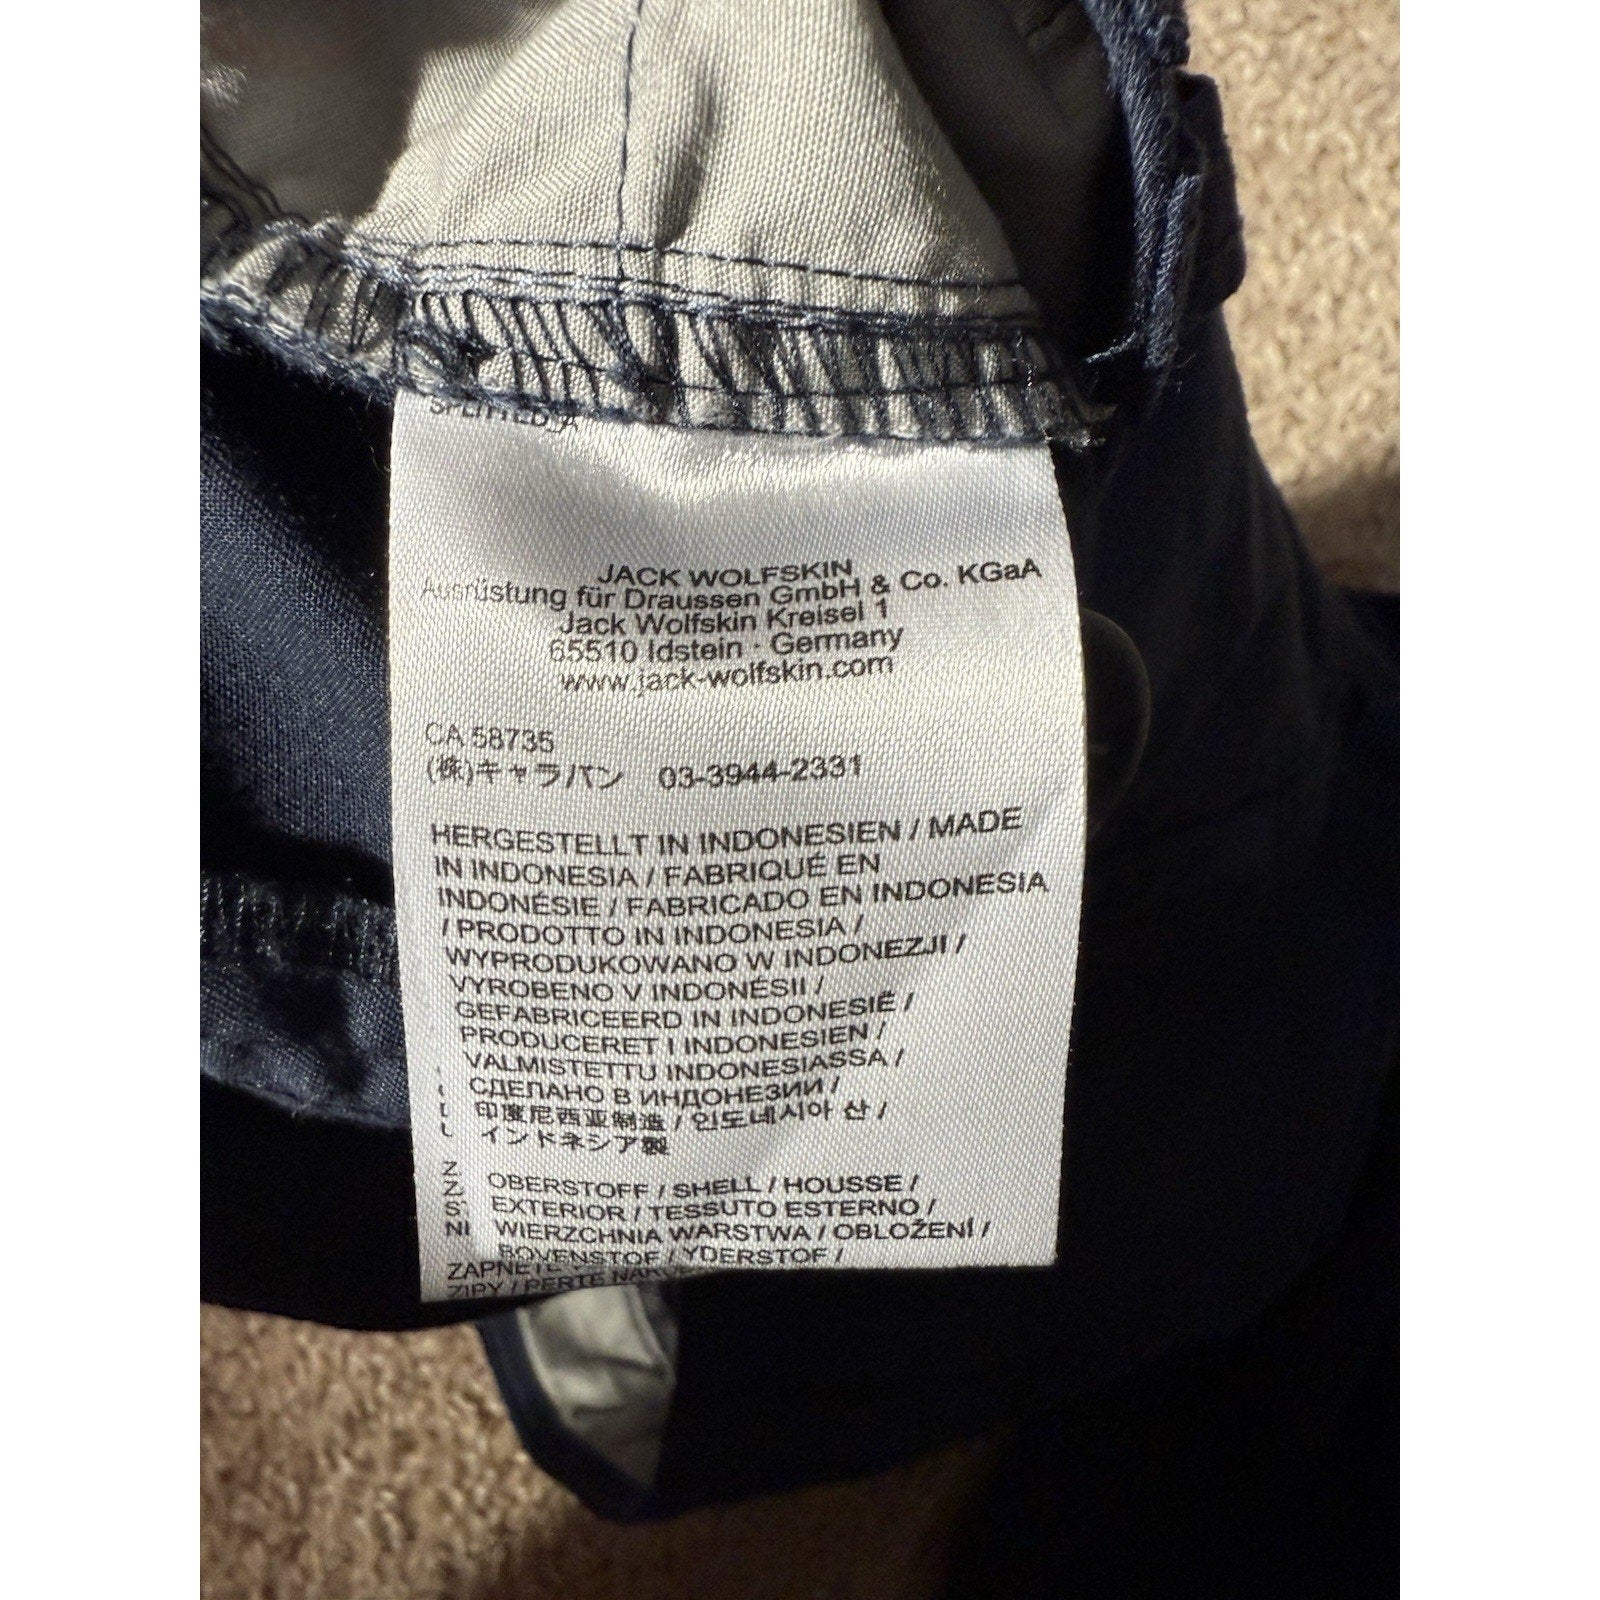 SPLITTED_A
JACK WOLFSKIN
Ausrüstung für Draussen GmbH & Co. KGaA
Jack Wolfskin Kreisel 1
65510 Idstein · Germany
www.jack-wolfskin.com
CA 58735
(株)キャラバン 03-3944-2331
HERGESTELLT IN INDONESIEN / MADE
IN INDONESIA / FABRIQUÉ EN
INDONÉSIE / FABRICADO EN INDONESIA
/ PRODOTTO IN INDONESIA /
WYPRODUKOWANO W INDONEZJI /
VYROBENO V INDONÉSII /
GEFABRICEERD IN INDONESIË /
PRODUCERET I INDONESIEN /
VALMISTETTU INDONESIASSA /
СДЕЛАНО В ИНДОНЕЗИИ /
印度尼西亚制造 / 인도네시아 산 /
インドネシア製
OBERSTOFF / SHELL / HOUSSE /
EXTERIOR / TESSUTO ESTERNO /
WIERZCHNIA WARSTWA / OBLOŽENÍ /
BOVENSTOF / YDERSTOF /
ZAPNĚTE
ZIPY / PERTE